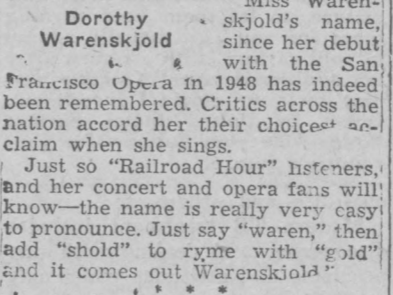 Dorothy
Warenskjold
Miss Waren-
skjold's name,
since her debut
with the San
Francisco Opera in 1948 has indeed
been remembered. Critics across the
nation accord her their choicest ac-
claim when she sings.
Just so "Railroad Hour" listeners,
and her concert and opera fans will
know—the name is really very easy
to pronounce. Just say "waren," then
add "shold" to ryme with "gold"
and it comes out Warenskjold."
* * * *